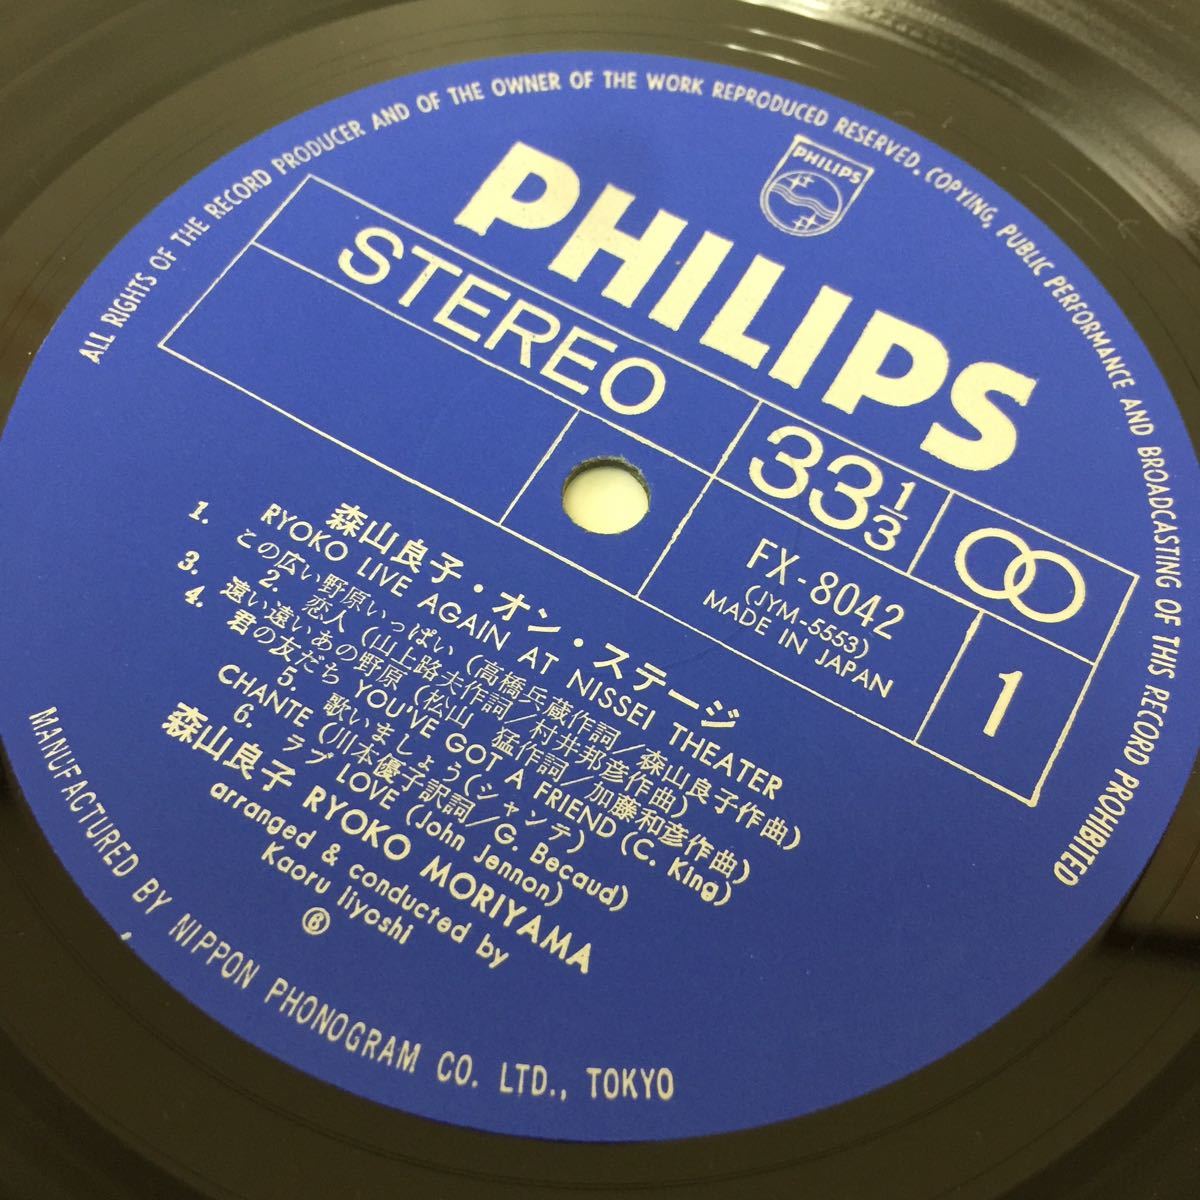 ALL RIGHTS OF THE RECORD PRODUCER AND OF THE OWNER OF THE WORK REPRODUCED RESERVED. COPYING, PUBLIC PERFORMANCE AND BROADCASTING OF THIS RECORD PROHIBITED
PHILIPS
PHILIPS
STEREO
33 1/3
FX-8042
(JYM-5553)
MADE IN JAPAN
1
森山良子・オン・ステージ
RYOKO LIVE AGAIN AT NISSEI THEATER
1. この広い野原いっぱい (高橋兵蔵作詞/森山良子作曲)
2. 恋人 (山上路夫作詞/村井邦彦作曲)
3. 遠い遠いあの野原 (松山 猛作詞/加藤和彦作曲)
4. 君の友だち YOU'VE GOT A FRIEND (C. King)
5. 歌いましょう(シャンテ)
CHANTE (川本優子訳詞/G. Becaud)
6. ラブ LOVE (John Jennon)
森山良子 RYOKO MORIYAMA
arranged & conducted by
Kaoru Iiyoshi
MANUFACTURED BY NIPPON PHONOGRAM CO. LTD., TOKYO